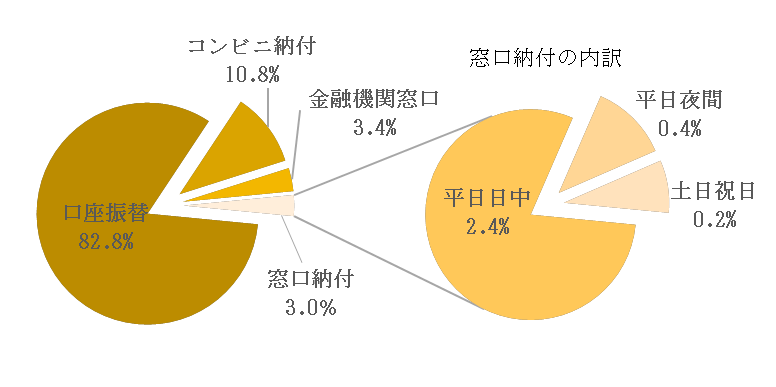 コンビニ納付
10.8%
金融機関窓口
3.4%
口座振替
82.8%
窓口納付
3.0%
窓口納付の内訳
平日夜間
0.4%
平日日中
2.4%
土日祝日
0.2%